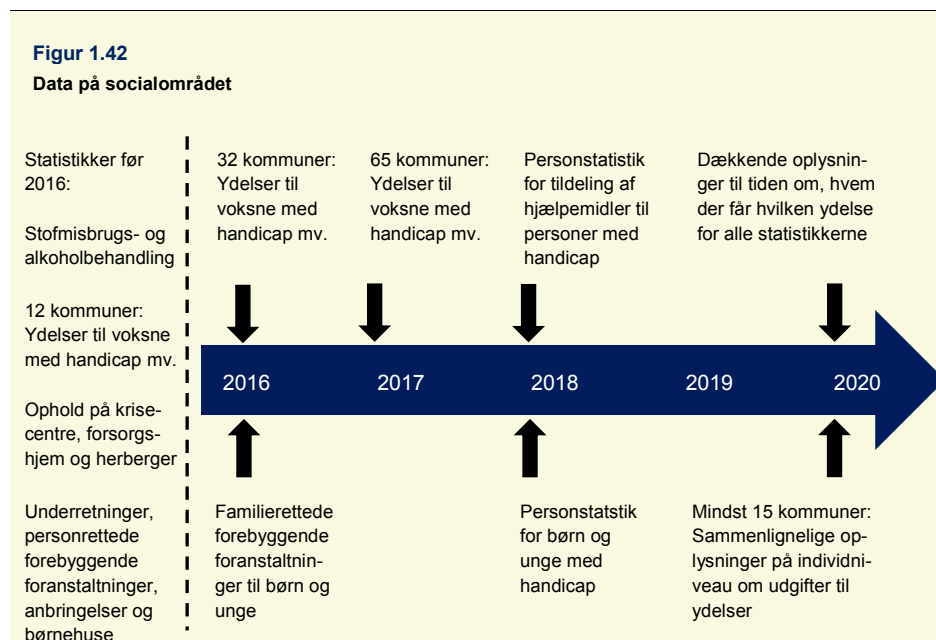 Figur 1.42
Data på socialområdet
Statistikker før
2016:
Stofmisbrugs- og
alkoholbehandling
12 kommuner:
Ydelser til voksne
med handicap mv.
Ophold på krise-
centre, forsorgs-
hjem og herberger
Underretninger,
personrettede
forebyggende
foranstaltninger,
anbringelser og
børnehuse
32 kommuner:
Ydelser til
voksne med
handicap mv.
65 kommuner:
Ydelser til
voksne med
handicap mv.
Personstatistik
for tildeling af
hjælpemidler til
personer med
handicap
Dækkende oplysnin-
ger til tiden om, hvem
der får hvilken ydelse
for alle statistikkerne
2016 2017 2018 2019 2020
Familierettede
forebyggende
foranstaltnin-
ger til børn og
unge
Personstatstik
for børn og
unge med
handicap
Mindst 15 kommuner:
Sammenlignelige op-
lysninger på individni-
veau om udgifter til
ydelser